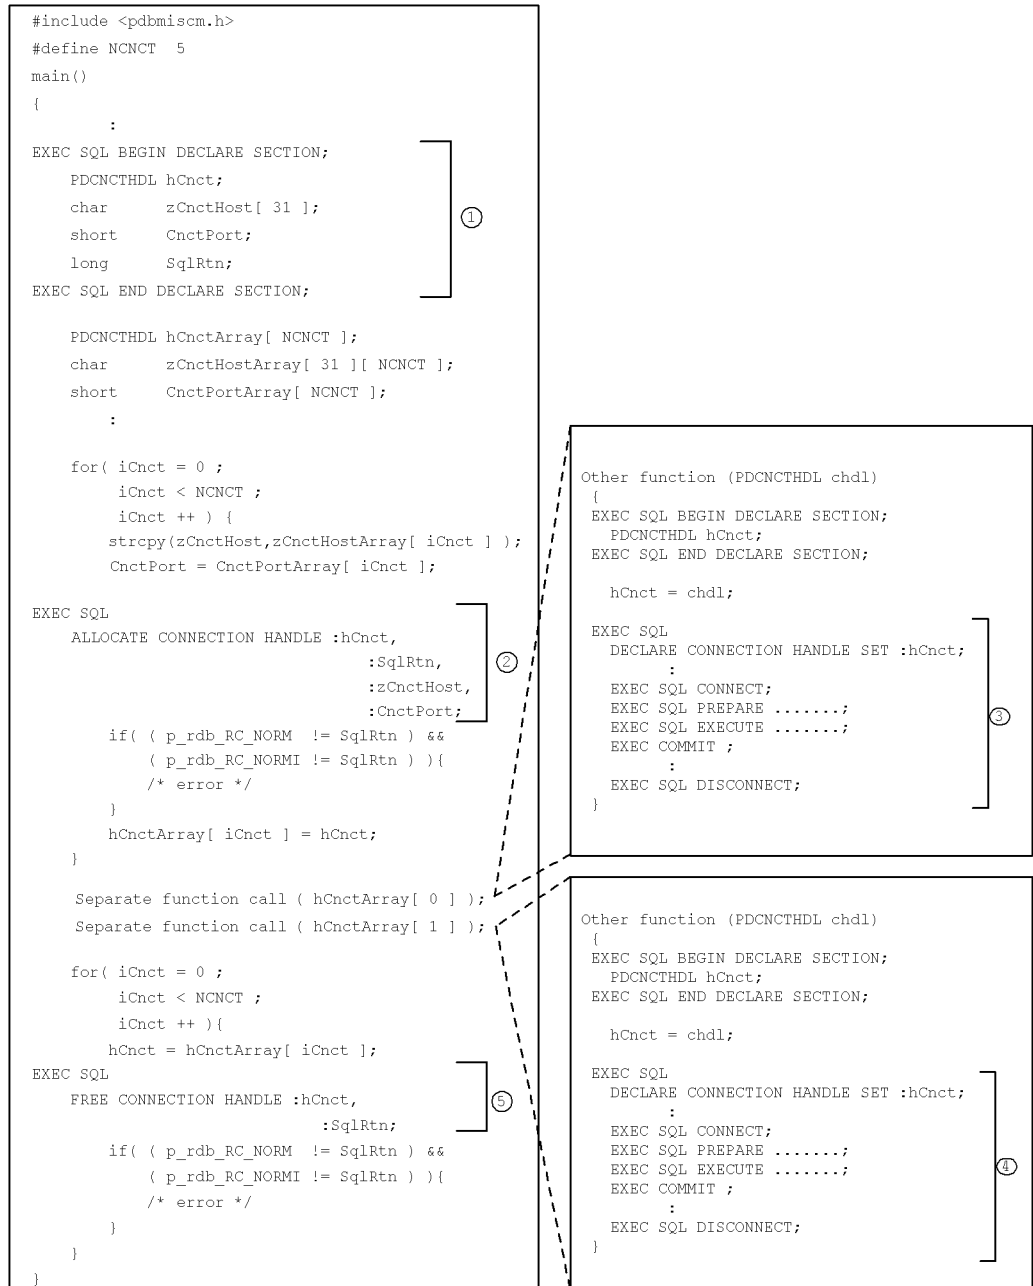 #include <pdbmiscm.h>
#define NCNCT  5
main()
{
:
EXEC SQL BEGIN DECLARE SECTION;
PDCNCTHDL hCnct;
char      zCnctHost[ 31 ];
short     CnctPort;
long      SqlRtn;
EXEC SQL END DECLARE SECTION;
①
PDCNCTHDL hCnctArray[ NCNCT ];
char      zCnctHostArray[ 31 ][ NCNCT ];
short     CnctPortArray[ NCNCT ];
:
for( iCnct = 0 ;
iCnct < NCNCT ;
iCnct ++ ) {
strcpy(zCnctHost,zCnctHostArray[ iCnct ] );
CnctPort = CnctPortArray[ iCnct ];
EXEC SQL
ALLOCATE CONNECTION HANDLE :hCnct,
:SqlRtn,
:zCnctHost,
:CnctPort;
②
if( ( p_rdb_RC_NORM  != SqlRtn ) &&
( p_rdb_RC_NORMI != SqlRtn ) ){
/* error */
}
hCnctArray[ iCnct ] = hCnct;
}
Separate function call ( hCnctArray[ 0 ] );
Separate function call ( hCnctArray[ 1 ] );
for( iCnct = 0 ;
iCnct < NCNCT ;
iCnct ++ ){
hCnct = hCnctArray[ iCnct ];
EXEC SQL
FREE CONNECTION HANDLE :hCnct,
:SqlRtn;
⑤
if( ( p_rdb_RC_NORM  != SqlRtn ) &&
( p_rdb_RC_NORMI != SqlRtn ) ){
/* error */
}
}
}
Other function (PDCNCTHDL chdl)
{
EXEC SQL BEGIN DECLARE SECTION;
PDCNCTHDL hCnct;
EXEC SQL END DECLARE SECTION;
hCnct = chdl;
EXEC SQL
DECLARE CONNECTION HANDLE SET :hCnct;
:
EXEC SQL CONNECT;
EXEC SQL PREPARE .......;
EXEC SQL EXECUTE .......;
EXEC COMMIT ;
:
EXEC SQL DISCONNECT;
}
③
Other function (PDCNCTHDL chdl)
{
EXEC SQL BEGIN DECLARE SECTION;
PDCNCTHDL hCnct;
EXEC SQL END DECLARE SECTION;
hCnct = chdl;
EXEC SQL
DECLARE CONNECTION HANDLE SET :hCnct;
:
EXEC SQL CONNECT;
EXEC SQL PREPARE .......;
EXEC SQL EXECUTE .......;
EXEC COMMIT ;
:
EXEC SQL DISCONNECT;
}
④